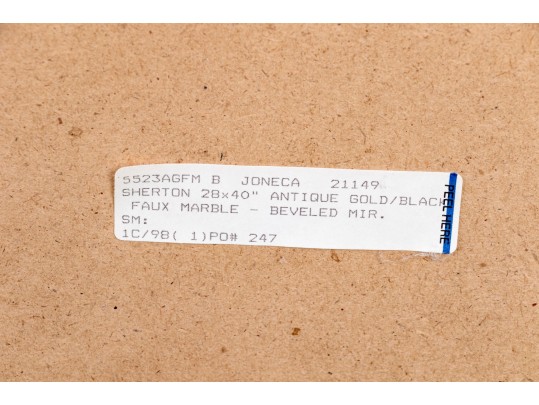 5523AGFM B JONECA 21149
SHERTON 28x40" ANTIQUE GOLD/BLACK
FAUX MARBLE - BEVELED MIR.
SM:
1C/9B( 1)PO# 247
PEEL HERE